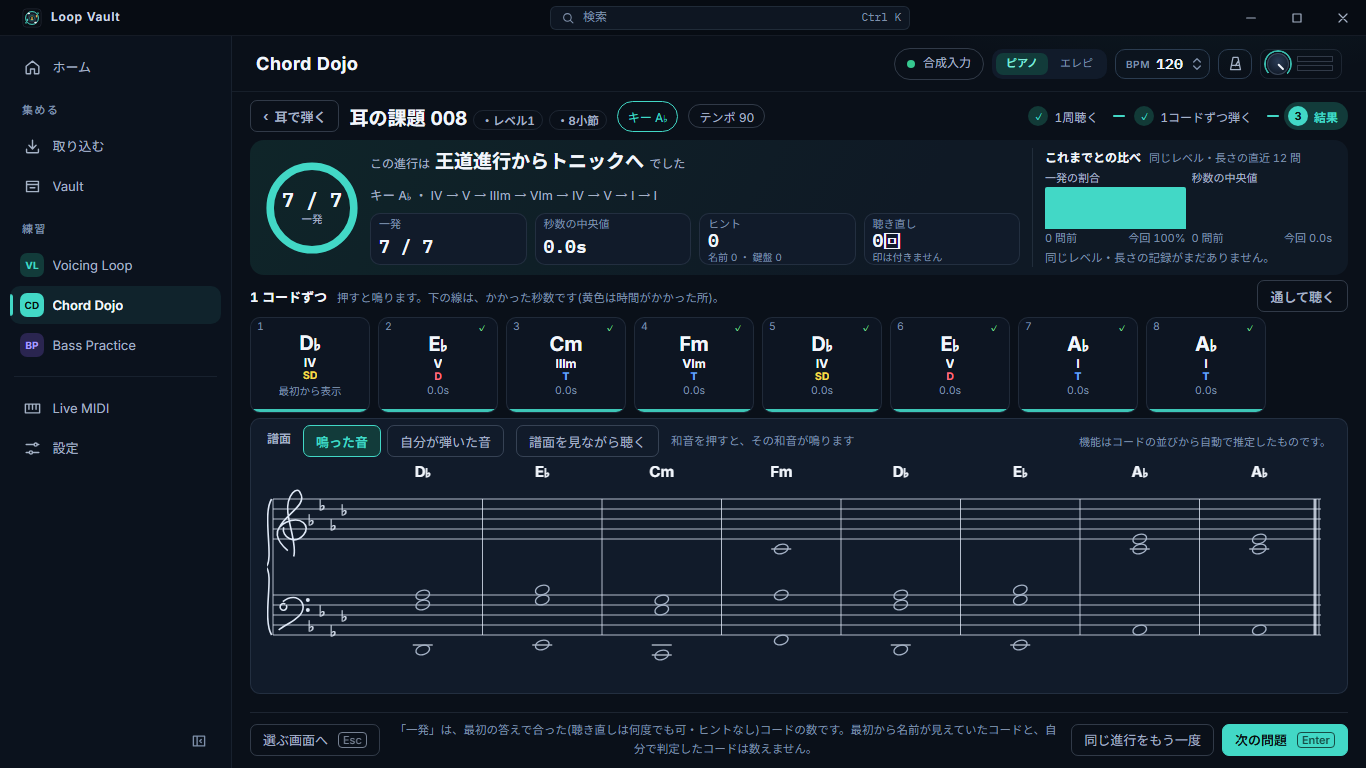 Loop Vault
検索
Ctrl K
ホーム
集める
取り込む
Vault
練習
VL Voicing Loop
CD Chord Dojo
BP Bass Practice
Live MIDI
設定
Chord Dojo
合成入力
ピアノ エレピ
BPM 120
‹ 耳で弾く
耳の課題 008
・レベル1
・8小節
キー A♭
テンポ 90
✓ 1周聴く
✓ 1コードずつ弾く
3 結果
7 / 7
一発
この進行は 王道進行からトニックへ でした
キー A♭ · IV → V → IIIm → VIm → IV → V → I → I
一発
7 / 7
秒数の中央値
0.0s
ヒント
0
名前 0 · 鍵盤 0
聴き直し
0回
印は付きません
これまでとの比べ 同じレベル・長さの直近 12 問
一発の割合
0 問前 今回 100%
秒数の中央値
0 問前 今回 0.0s
同じレベル・長さの記録がまだありません。
1 コードずつ 押すと鳴ります。下の線は、かかった秒数です(黄色は時間がかかった所)。
通して聴く
1
D♭
IV
SD
最初から表示
2 ✓
E♭
V
D
0.0s
3 ✓
Cm
IIIm
T
0.0s
4 ✓
Fm
VIm
T
0.0s
5 ✓
D♭
IV
SD
0.0s
6 ✓
E♭
V
D
0.0s
7 ✓
A♭
I
T
0.0s
8 ✓
A♭
I
T
0.0s
譜面
鳴った音
自分が弾いた音
譜面を見ながら聴く
和音を押すと、その和音が鳴ります
機能はコードの並びから自動で推定したものです。
D♭ E♭ Cm Fm D♭ E♭ A♭ A♭
選ぶ画面へ Esc
「一発」は、最初の答えで合った(聴き直しは何度でも可・ヒントなし)コードの数です。最初から名前が見えていたコードと、自
分で判定したコードは数えません。
同じ進行をもう一度
次の問題 Enter